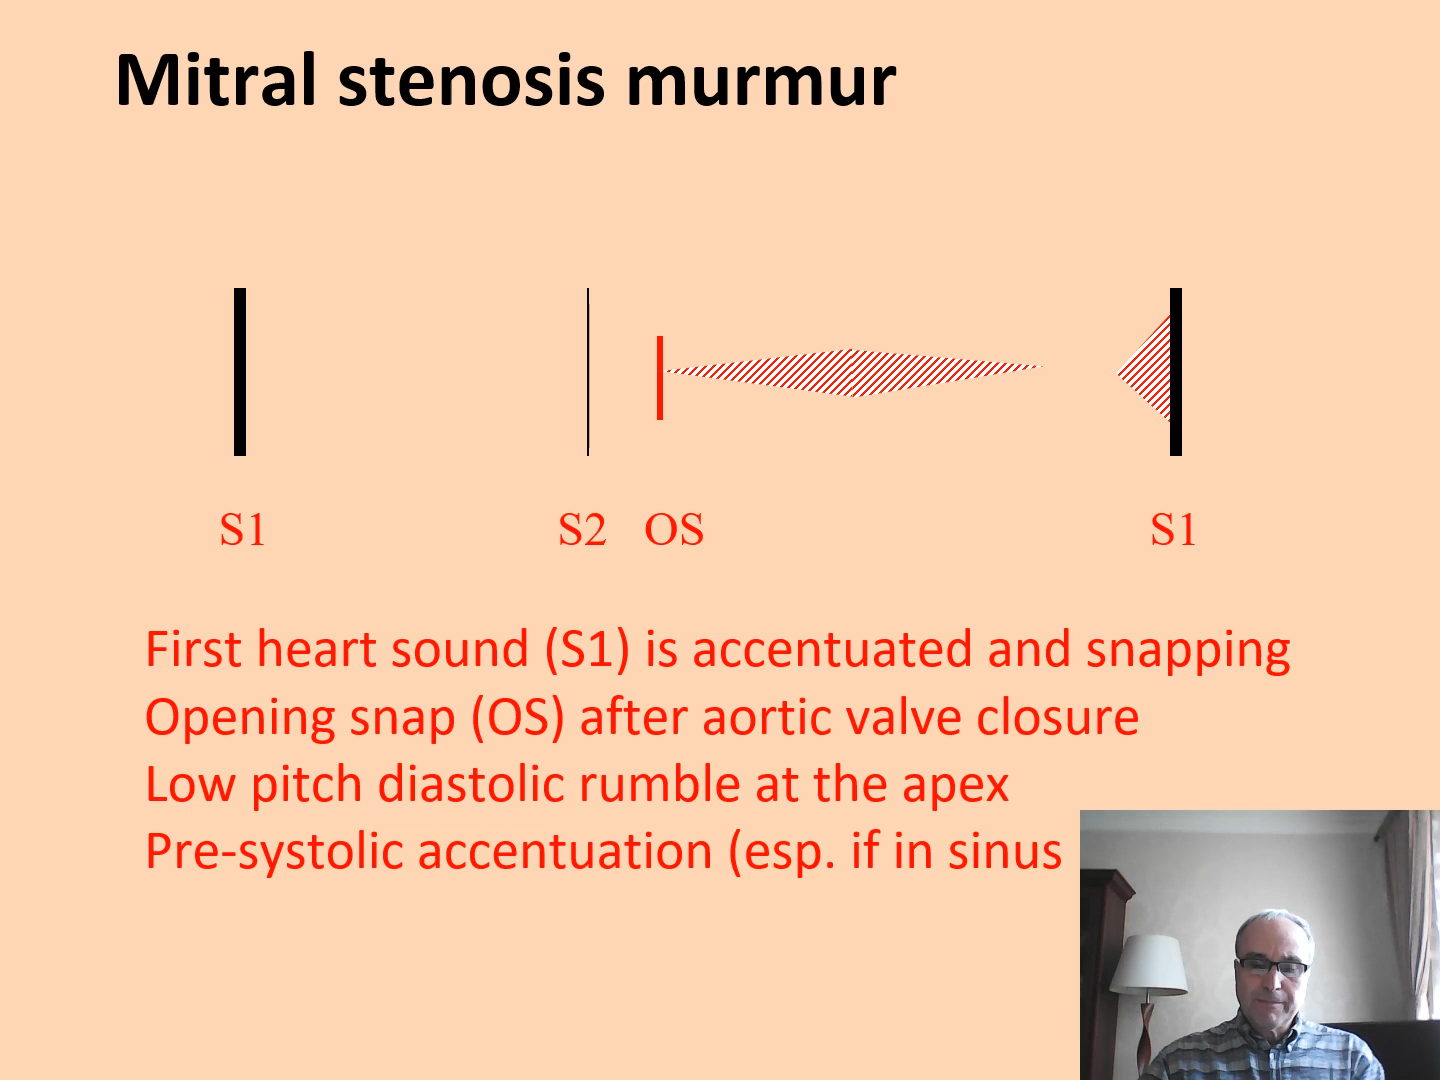 Mitral stenosis murmur
S1 S2 OS S1
First heart sound (S1) is accentuated and snapping
Opening snap (OS) after aortic valve closure
Low pitch diastolic rumble at the apex
Pre-systolic accentuation (esp. if in sinus